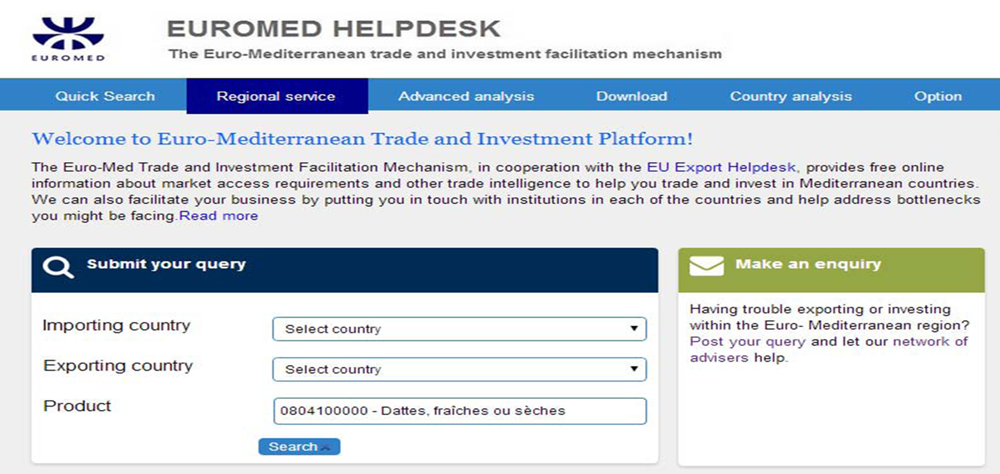 EUROMED
EUROMED HELPDESK
The Euro-Mediterranean trade and investment facilitation mechanism
Quick Search
Regional service
Advanced analysis
Download
Country analysis
Option
Welcome to Euro-Mediterranean Trade and Investment Platform!
The Euro-Med Trade and Investment Facilitation Mechanism, in cooperation with the EU Export Helpdesk, provides free online
information about market access requirements and other trade intelligence to help you trade and invest in Mediterranean countries.
We can also facilitate your business by putting you in touch with institutions in each of the countries and help address bottlenecks
you might be facing.Read more
Submit your query
Importing country
Select country
Exporting country
Select country
Product
0804100000 - Dattes, fraîches ou sèches
Search
Make an enquiry
Having trouble exporting or investing
within the Euro- Mediterranean region?
Post your query and let our network of
advisers help.